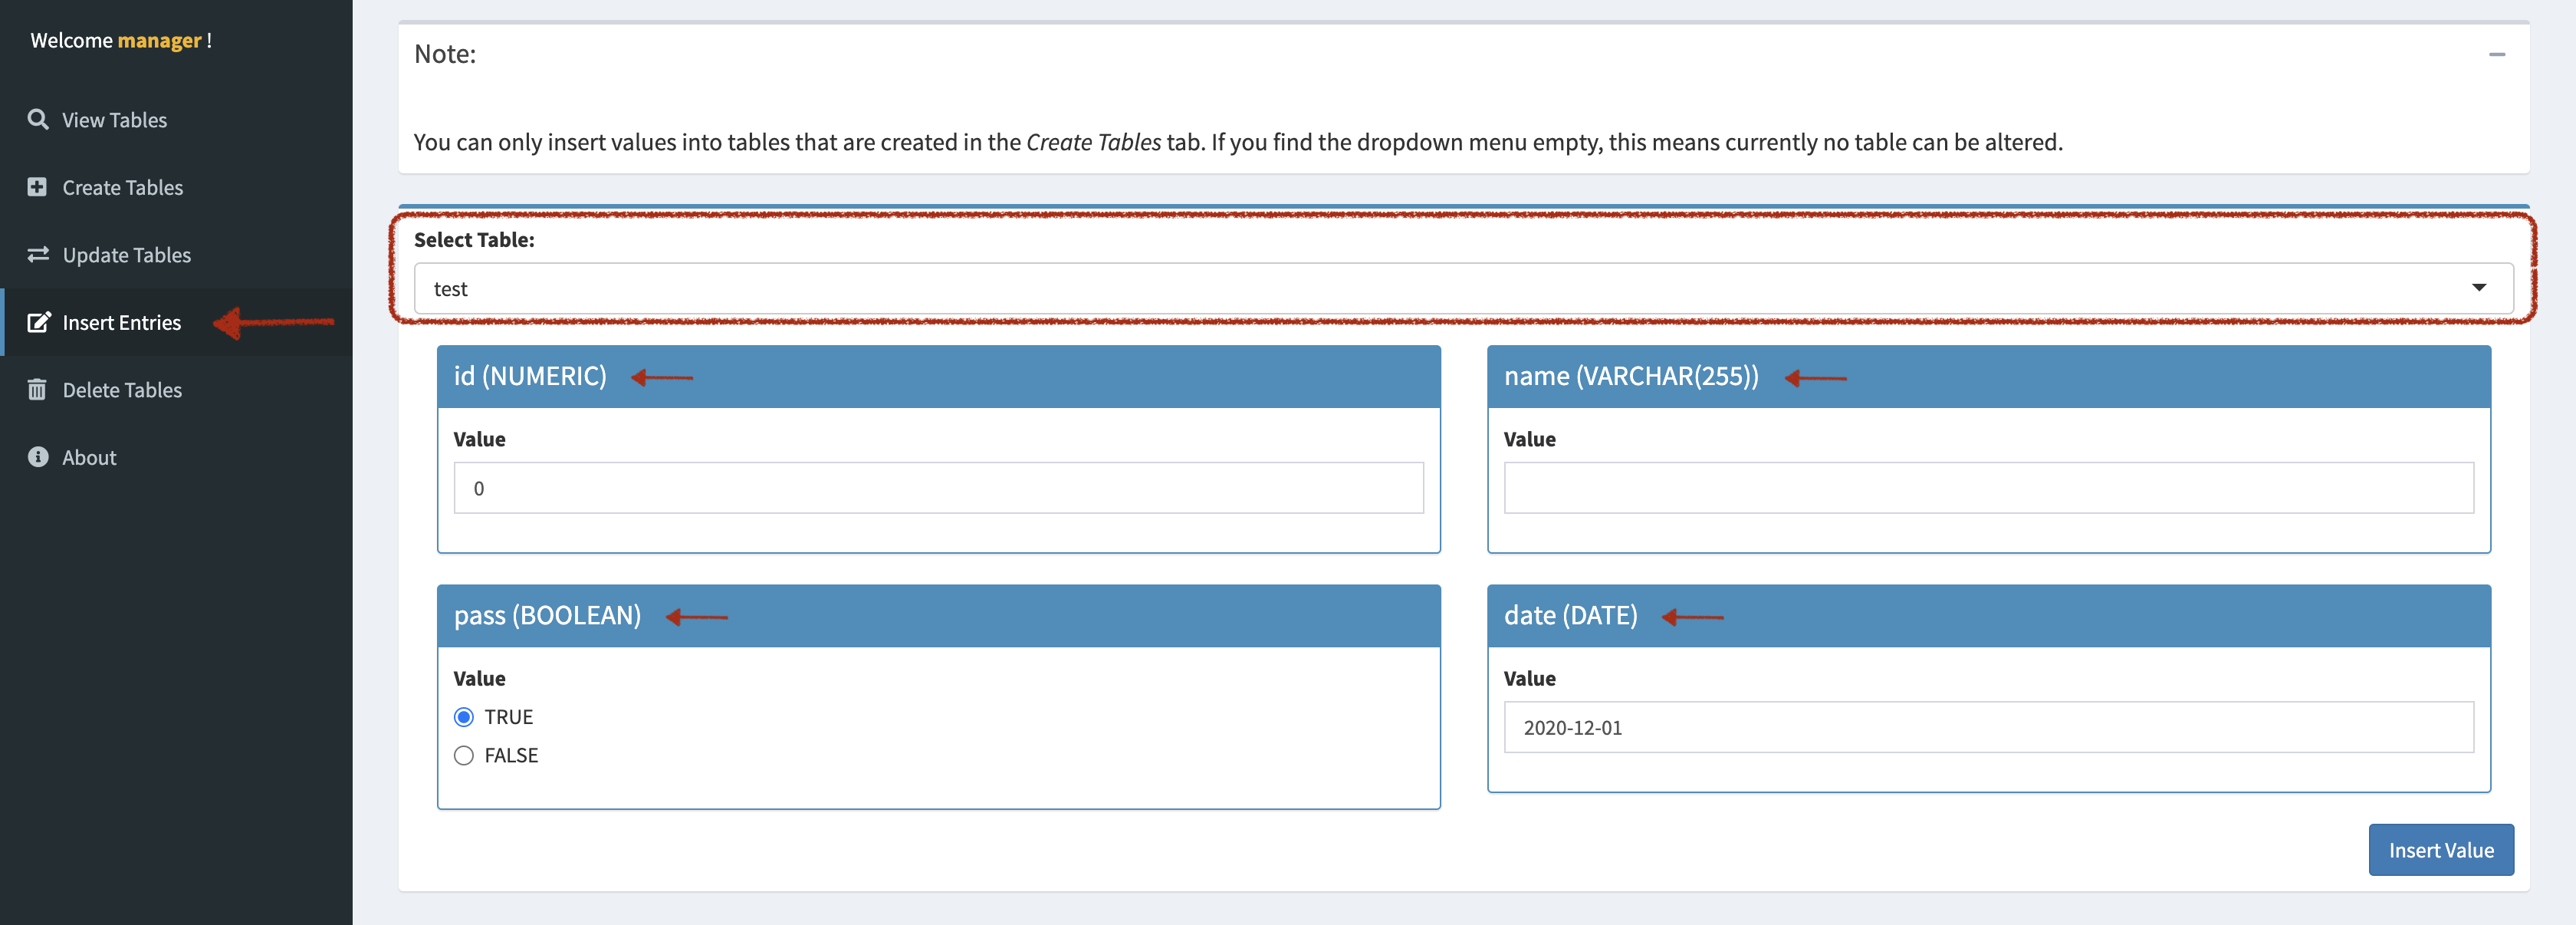 Welcome manager !
View Tables
Create Tables
Update Tables
Insert Entries
Delete Tables
About
Note:
You can only insert values into tables that are created in the Create Tables tab. If you find the dropdown menu empty, this means currently no table can be altered.
Select Table:
test
id (NUMERIC)
Value
0
name (VARCHAR(255))
Value
pass (BOOLEAN)
Value
TRUE
FALSE
date (DATE)
Value
2020-12-01
Insert Value